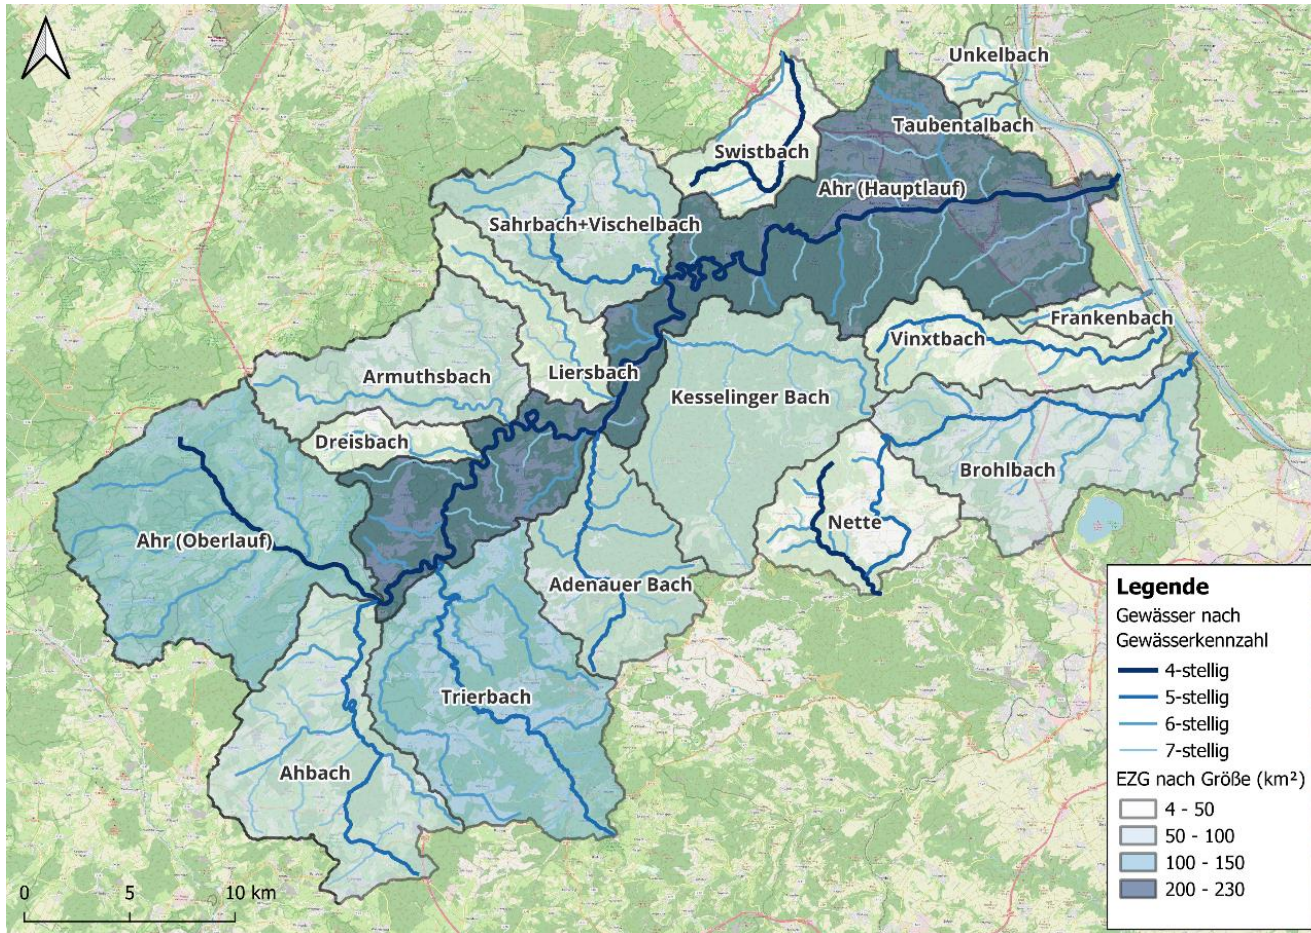 Unkelbach
Taubentalbach
Swistbach
Ahr (Hauptlauf)
Sahrbach+Vischelbach
Frankenbach
Vinxtbach
Liersbach
Armuthsbach
Kesselinger Bach
Dreisbach
Brohlbach
Nette
Ahr (Oberlauf)
Adenauer Bach
Trierbach
Ahbach
Legende
Gewässer nach
Gewässerkennzahl
4-stellig
5-stellig
6-stellig
7-stellig
EZG nach Größe (km²)
4 - 50
50 - 100
100 - 150
200 - 230
0 5 10 km